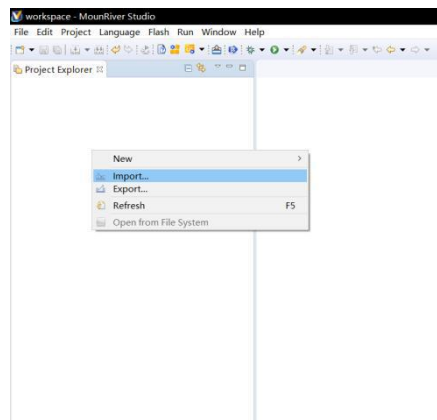 workspace - MounRiver Studio
File Edit Project Language Flash Run Window Help
Project Explorer
New
Import...
Export...
Refresh F5
Open from File System